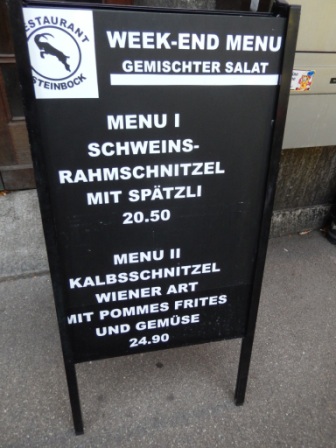 RESTAURANT
STEINBOCK
WEEK-END MENU
GEMISCHTER SALAT
MENU I
SCHWEINS-
RAHMSCHNITZEL
MIT SPÄTZLI
20.50
MENU II
KALBSSCHNITZEL
WIENER ART
MIT POMMES FRITES
UND GEMÜSE
24.90